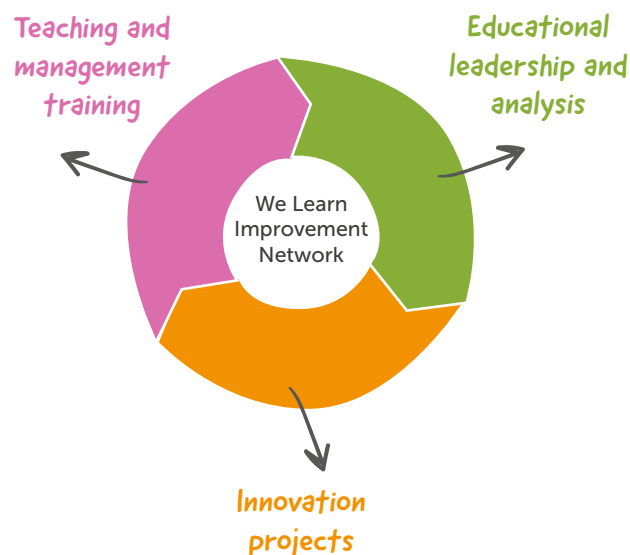 Teaching and
management
training
Educational
leadership and
analysis
We Learn
Improvement
Network
Innovation
projects